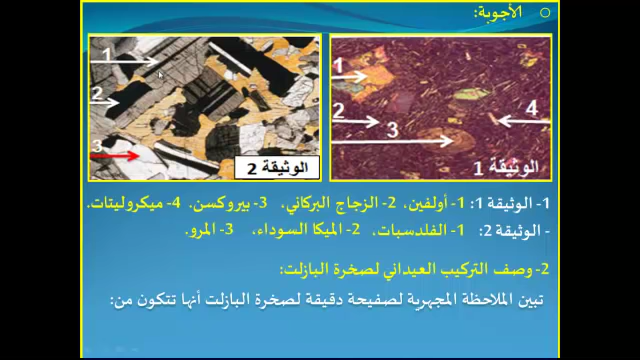 ○ الأجوبة:
1
2
3
الوثيقة 2
1
2
3
4
الوثيقة 1
1- الوثيقة 1: 1- أولفين، 2- الزجاج البركاني، 3- بيروكسن. 4- ميكروليتات.
- الوثيقة 2: 1- الفلدسبات، 2- الميكا السوداء، 3- المرو.
2- وصف التركيب العيداني لصخرة البازلت:
تبين الملاحظة المجهرية لصفيحة دقيقة لصخرة البازلت أنها تتكون من: